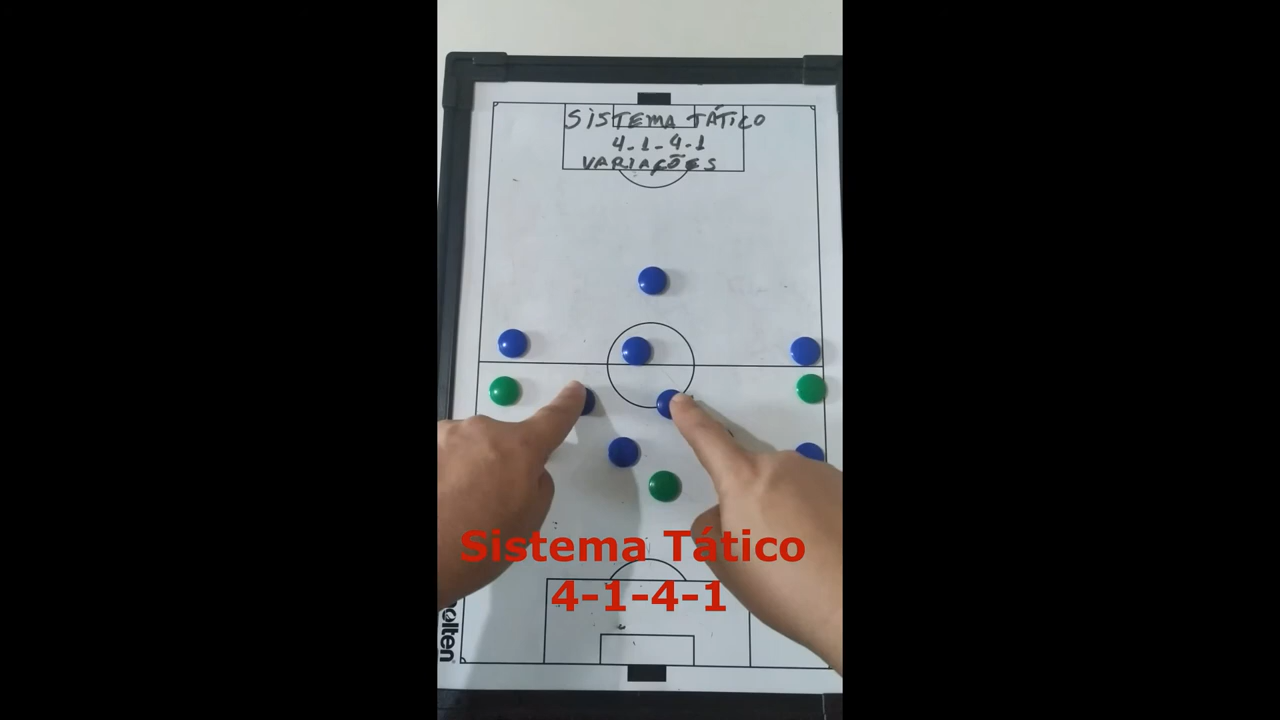 SISTEMA TÁTICO
4-1-4-1
VARIAÇÕES
Sistema Tático
4-1-4-1